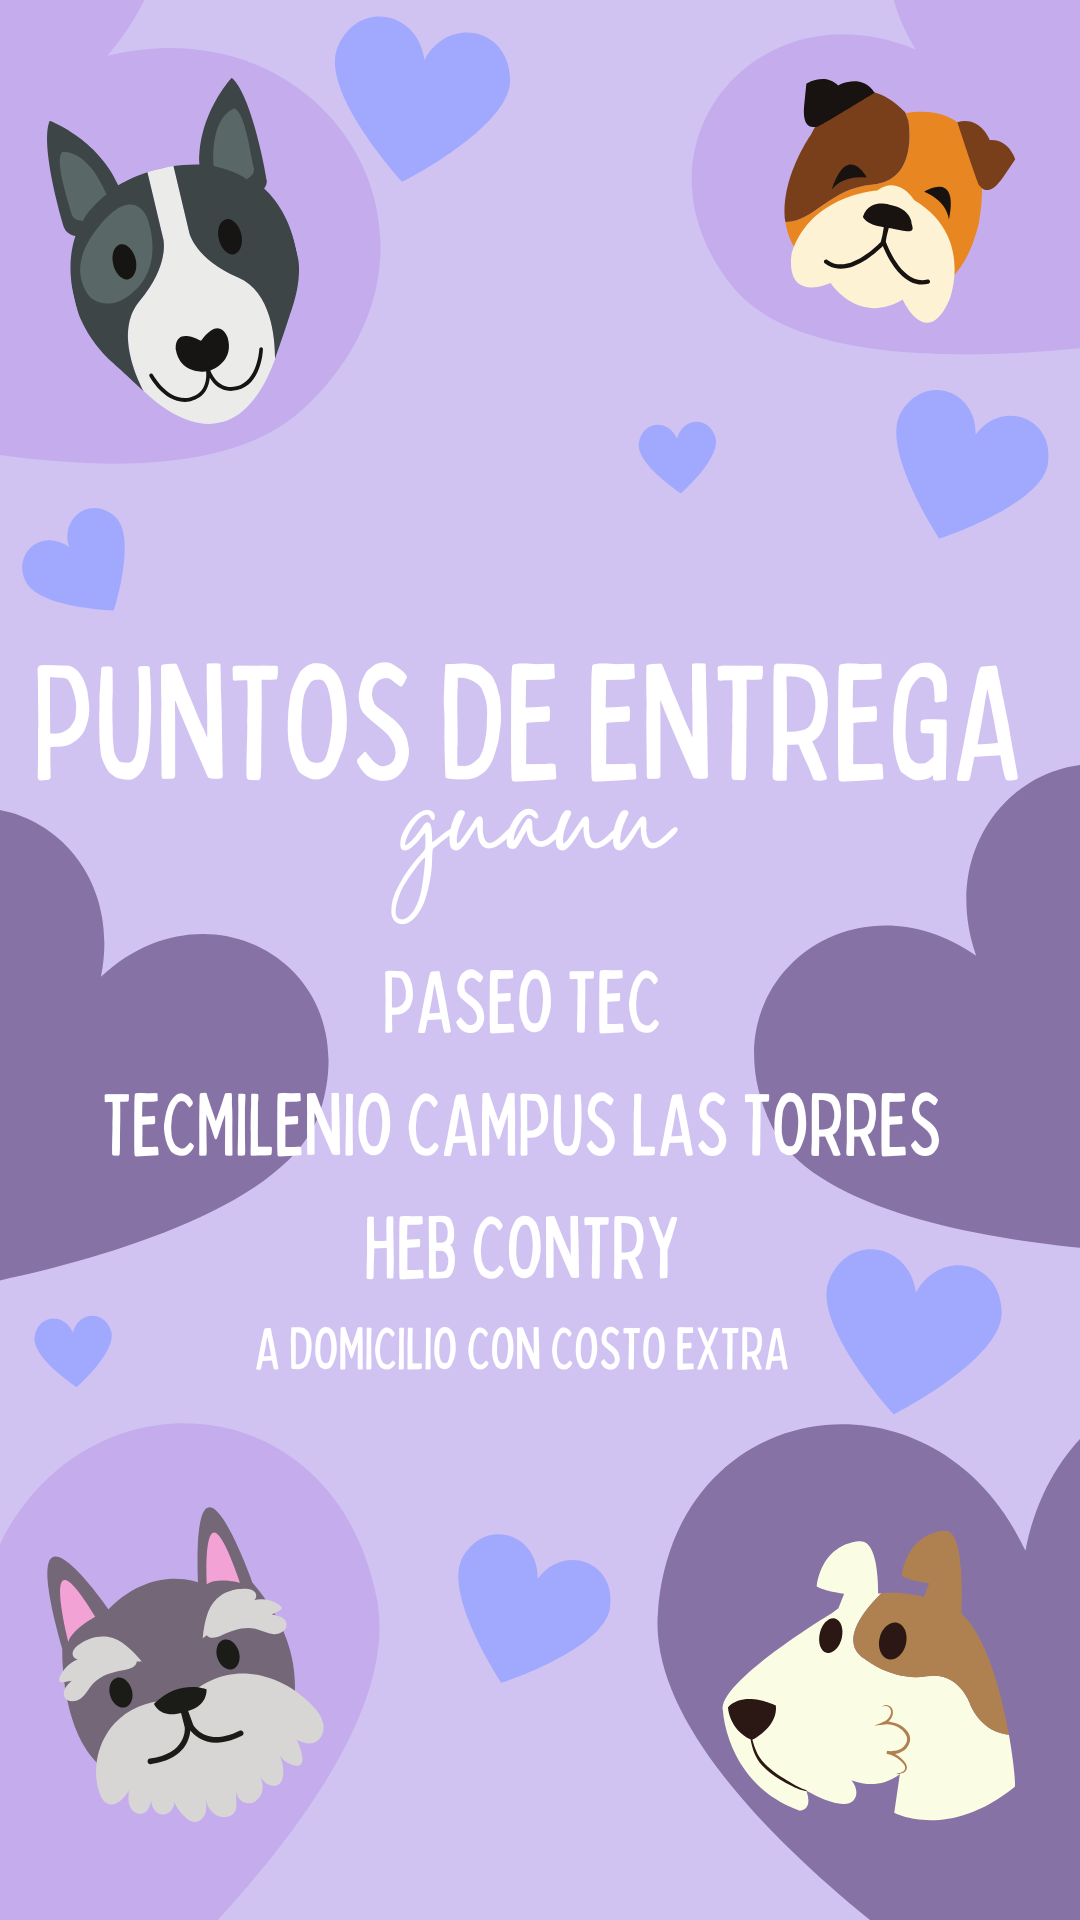 PUNTOS DE ENTREGA
guauu
PASEO TEC
TECMILENIO CAMPUS LAS TORRES
HEB CONTRY
A DOMICILIO CON COSTO EXTRA